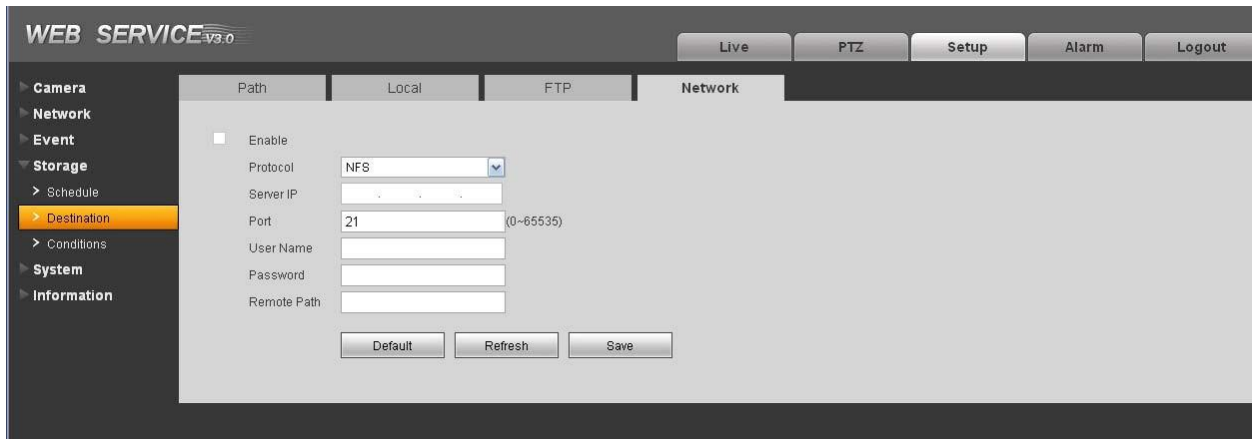 WEB SERVICE V3.0
Live PTZ Setup Alarm Logout
Camera
Network
Event
Storage
> Schedule
> Destination
> Conditions
System
Information
Path Local FTP Network
Enable
Protocol NFS
Server IP . . .
Port 21 (0~65535)
User Name
Password
Remote Path
Default Refresh Save